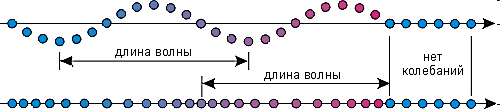 длина волны
длина волны
нет
колебаний